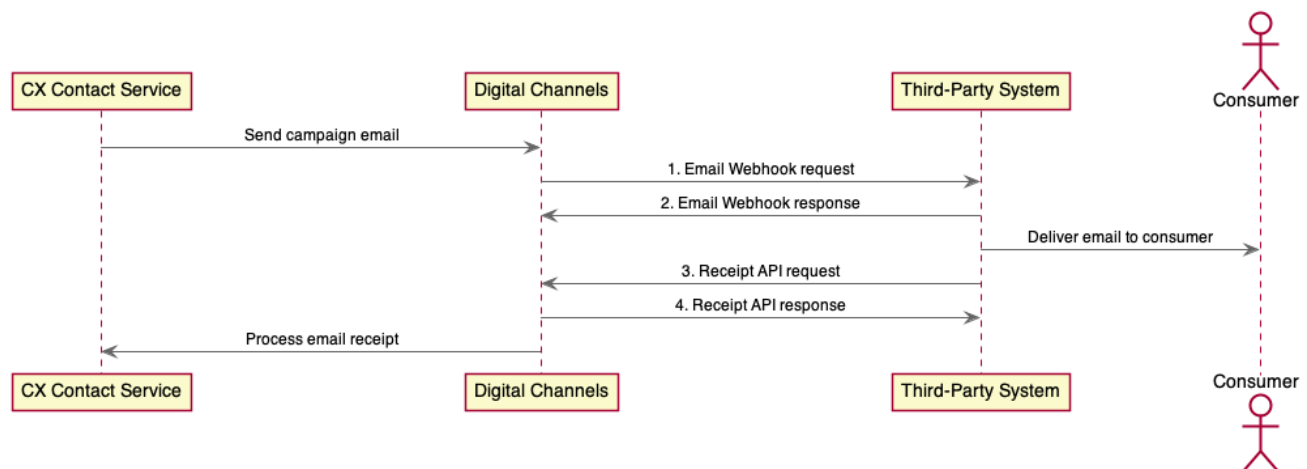 Consumer
CX Contact Service
Digital Channels
Third-Party System
Send campaign email
1. Email Webhook request
2. Email Webhook response
Deliver email to consumer
3. Receipt API request
4. Receipt API response
Process email receipt
CX Contact Service
Digital Channels
Third-Party System
Consumer